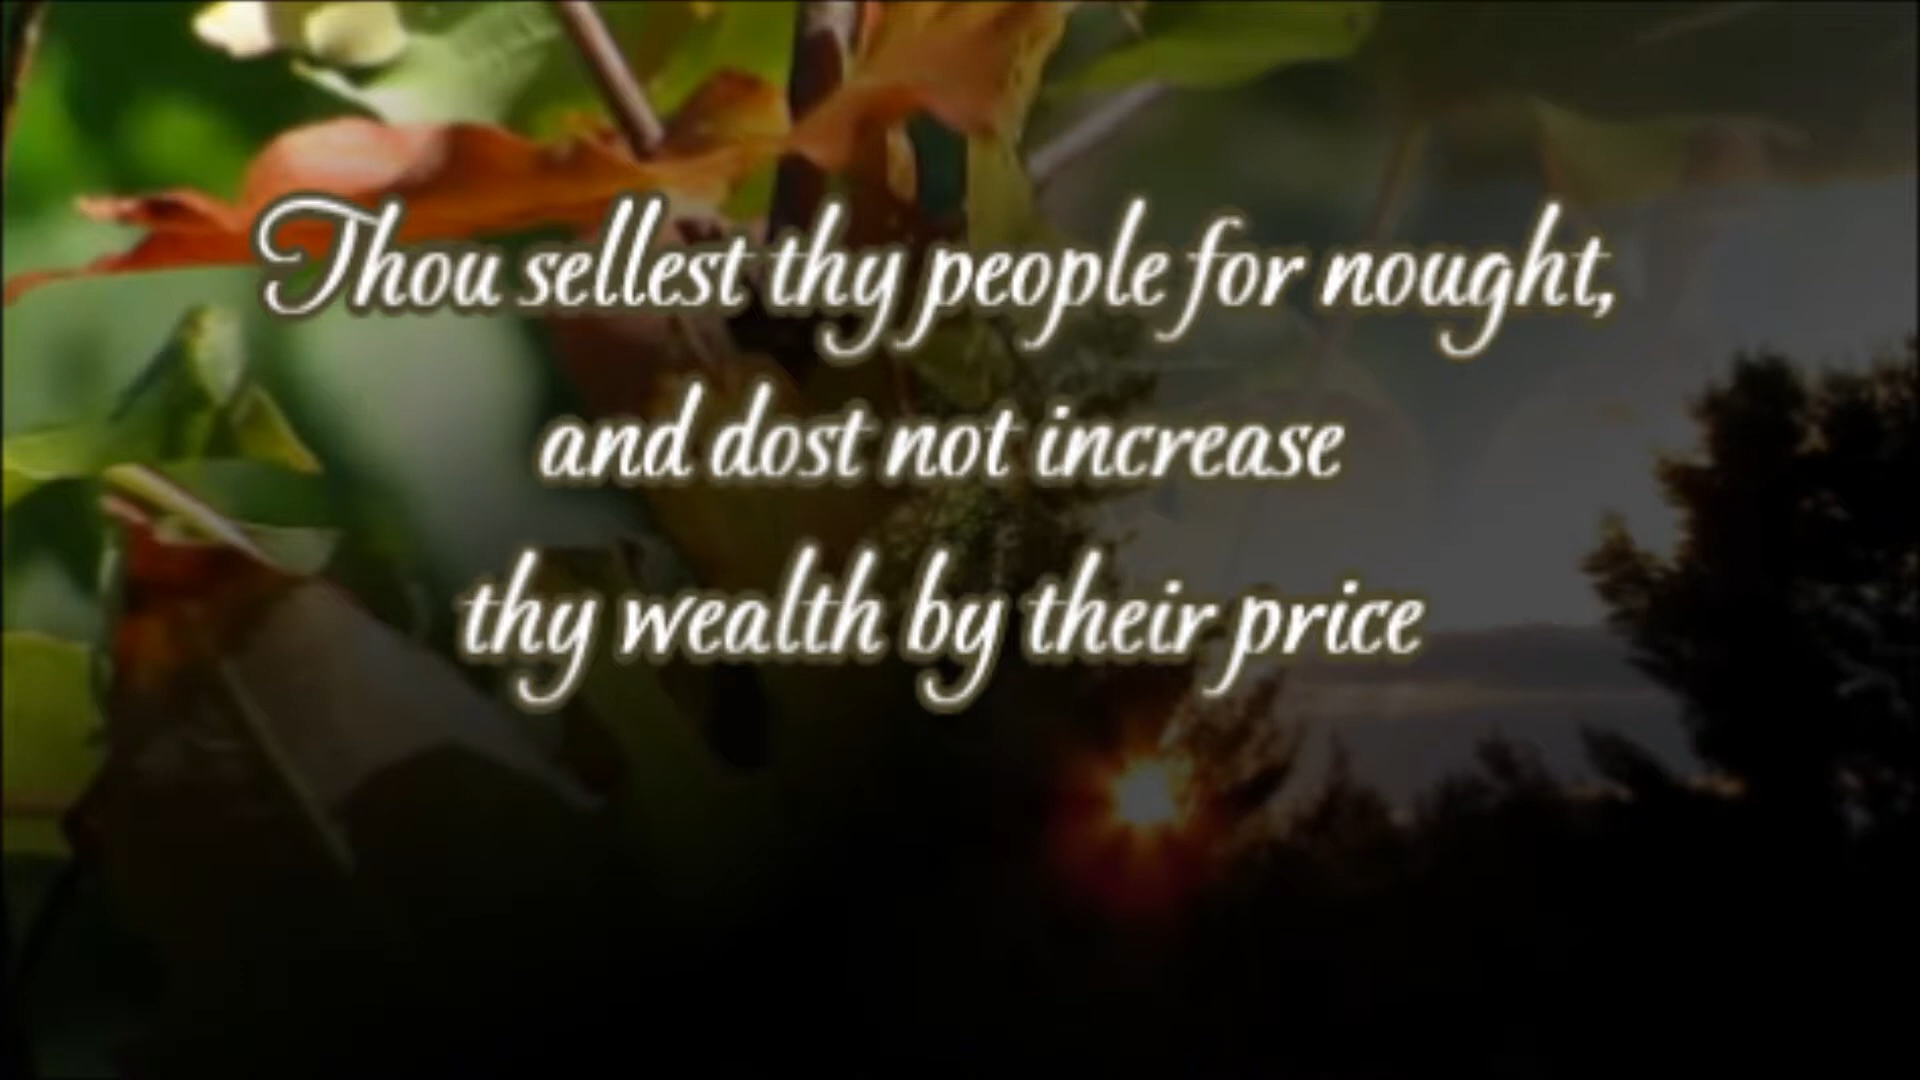 Thou sellest thy people for nought,
and dost not increase
thy wealth by their price